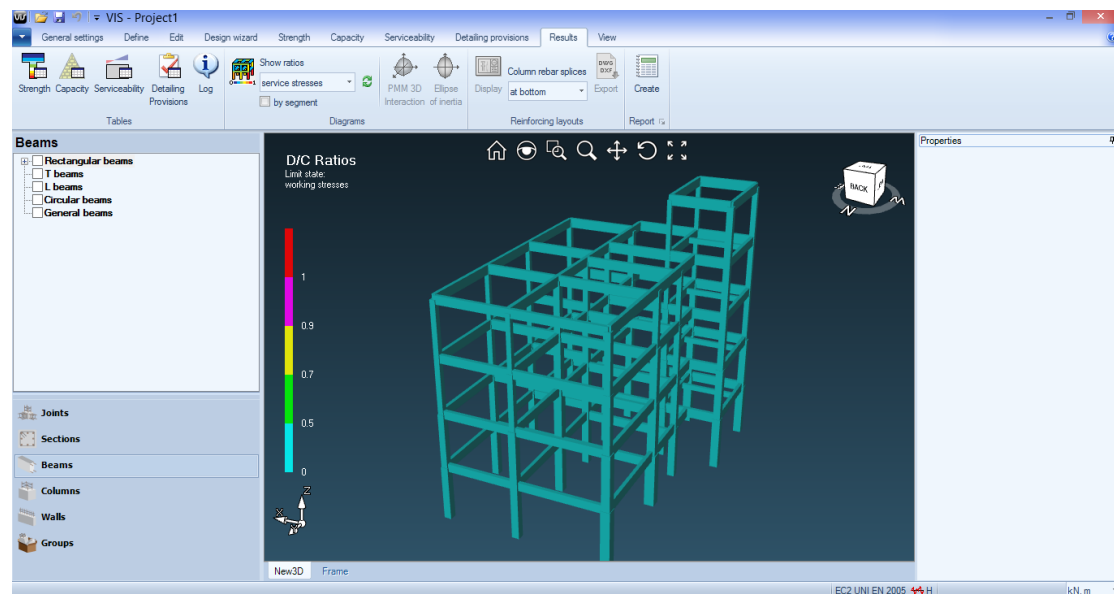 VIS - Project1
General settings Define Edit Design wizard Strength Capacity Serviceability Detailing provisions Results View
Strength Capacity Serviceability Detailing Provisions Log
Tables
Show ratios
service stresses
by segment
PMM 3D Interaction Ellipse of inertia
Diagrams
Display Column rebar splices
at bottom
DWG DXF Export
Reinforcing layouts
Create
Report
Beams
Rectangular beams
T beams
L beams
Circular beams
General beams
Joints
Sections
Beams
Columns
Walls
Groups
D/C Ratios
Limit state:
working stresses
1
0.9
0.7
0.5
0
Z
X
BACK
N
New3D Frame
Properties
EC2 UNI EN 2005 H kN, m